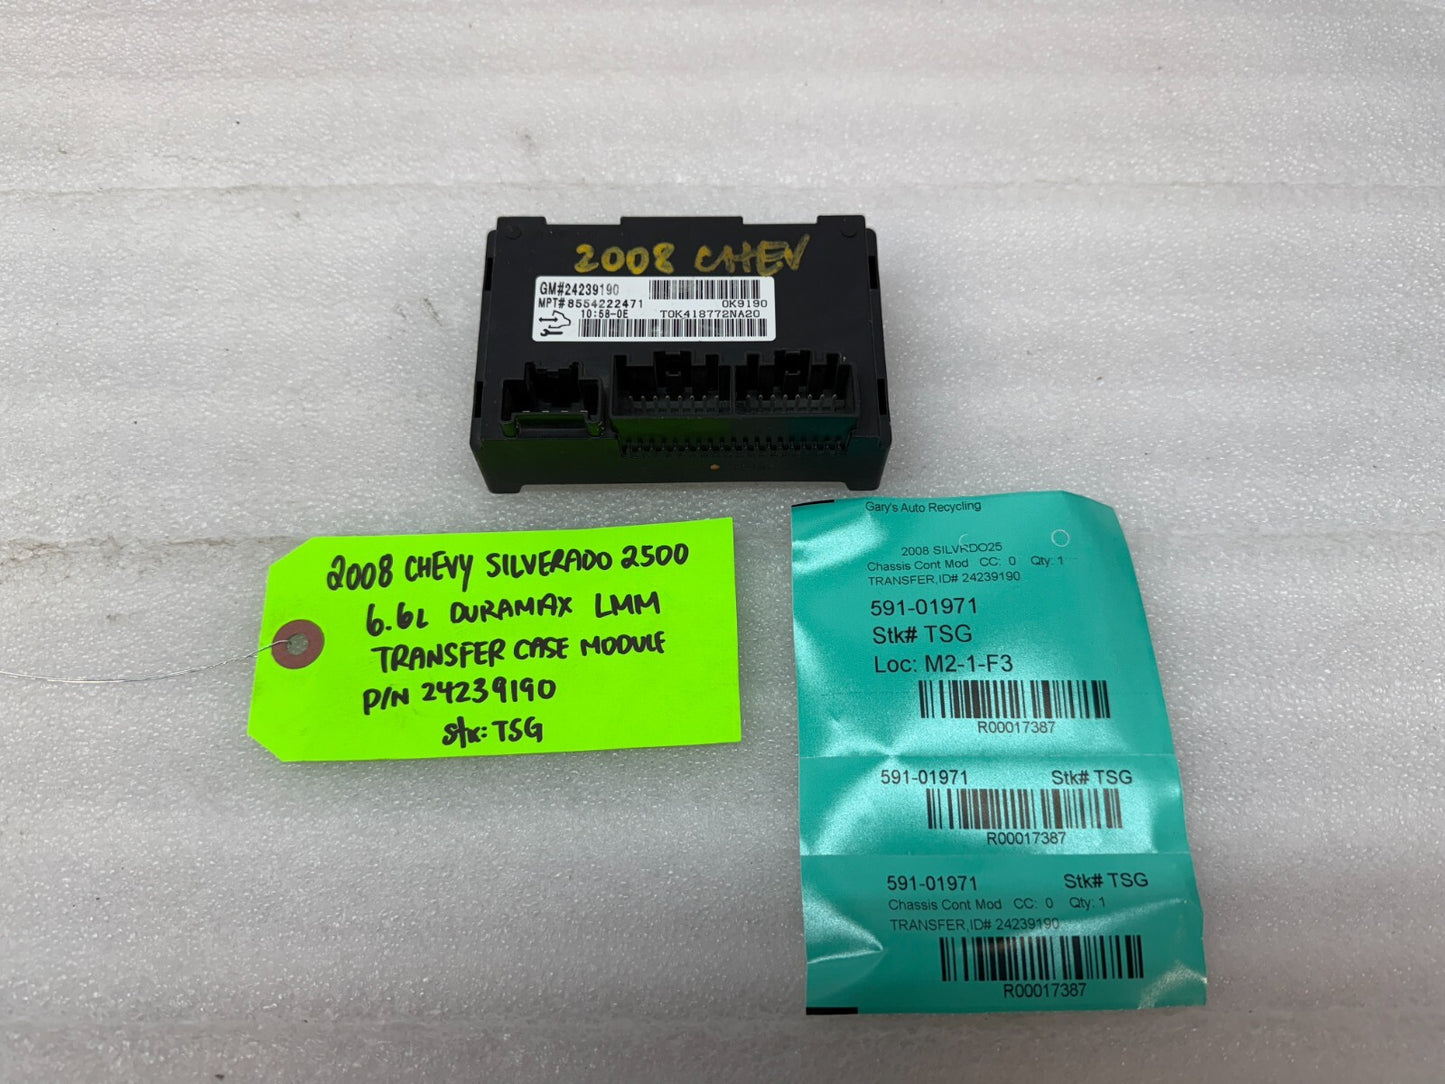 2008 CHEV
GM#24239190
MPT#8554222471 0K9190
10:58-0E T0K418772NA20
2008 CHEVY SILVERADO 2500
6.6L DURAMAX LMM
TRANSFER CASE MODULE
P/N 24239190
Stk: TSG
Gary's Auto Recycling
2008 SILVRDO25
Chassis Cont Mod CC: 0 Qty: 1
TRANSFER,ID# 24239190
591-01971
Stk# TSG
Loc: M2-1-F3
R00017387
591-01971 Stk# TSG
R00017387
591-01971 Stk# TSG
Chassis Cont Mod CC: 0 Qty: 1
TRANSFER,ID# 24239190
R00017387